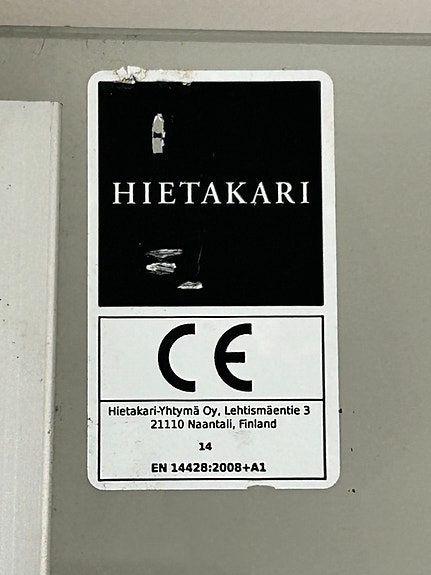 HIETAKARI
CE
Hietakari-Yhtymä Oy, Lehtismäentie 3
21110 Naantali, Finland
14
EN 14428:2008+A1